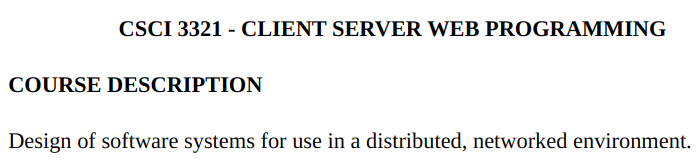 CSCI 3321 - CLIENT SERVER WEB PROGRAMMING
COURSE DESCRIPTION
Design of software systems for use in a distributed, networked environment.